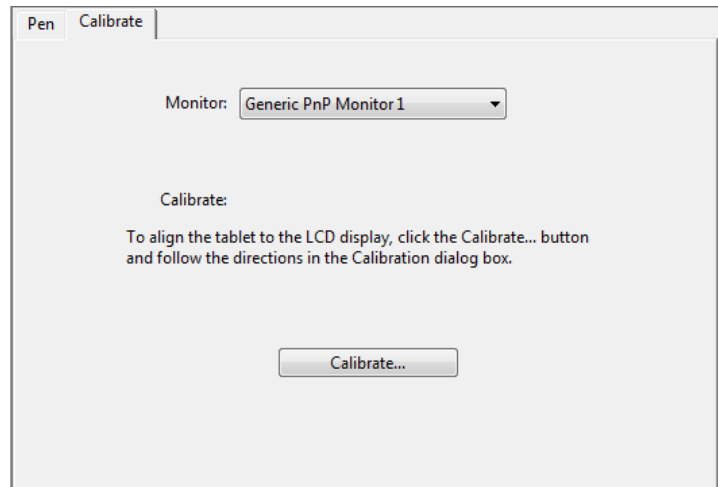 Pen Calibrate
Monitor: Generic PnP Monitor 1
Calibrate:
To align the tablet to the LCD display, click the Calibrate... button
and follow the directions in the Calibration dialog box.
Calibrate...